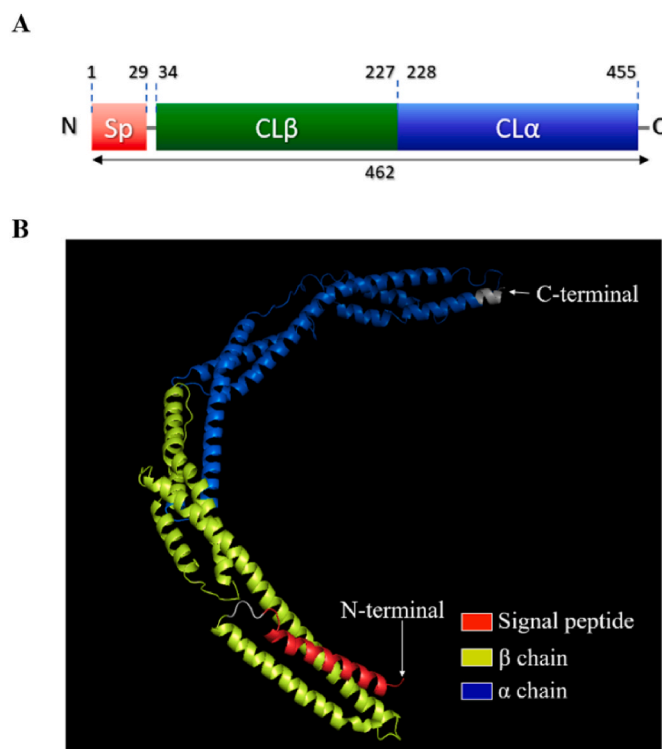 A
1 29 34 227 228 455
N Sp CLβ CLα C
462
B
C-terminal
N-terminal
Signal peptide
β chain
α chain